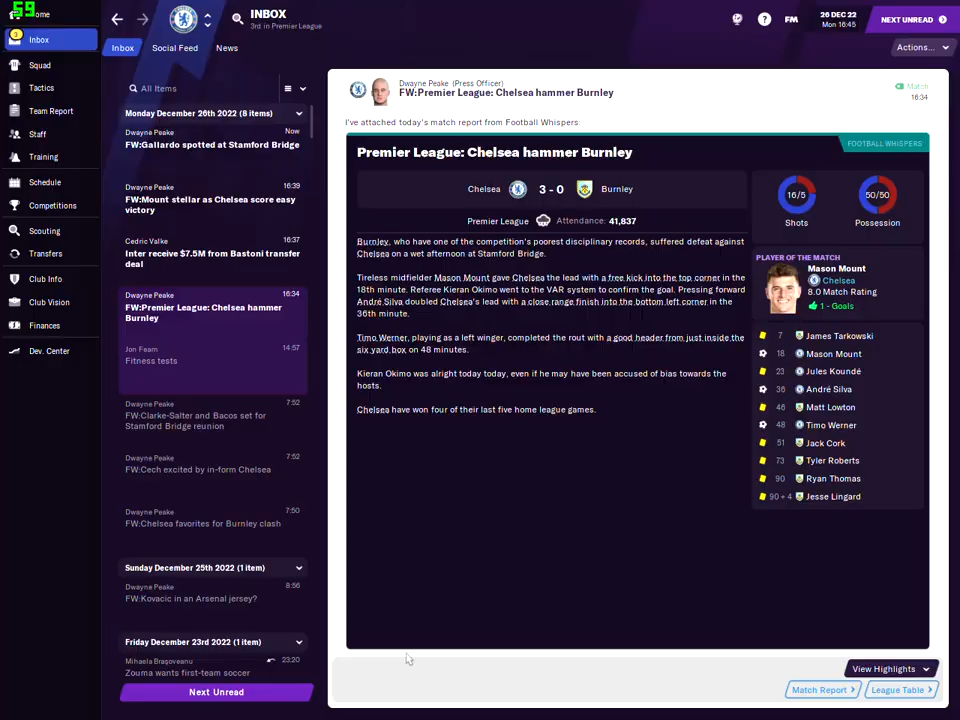 59
ome
INBOX
3rd in Premier League
FM
26 DEC 22
Mon 16:45
NEXT UNREAD
3
Inbox
Squad
Tactics
Team Report
Staff
Training
Schedule
Competitions
Scouting
Transfers
Club Info
Club Vision
Finances
Dev. Center
Inbox
Social Feed
News
Actions...
All Items
Monday December 26th 2022 (8 items)
Dwayne Peake
Now
FW:Gallardo spotted at Stamford Bridge
Dwayne Peake
16:39
FW:Mount stellar as Chelsea score easy
victory
Cedric Valke
16:37
Inter receive $7.5M from Bastoni transfer
deal
Dwayne Peake
16:34
FW:Premier League: Chelsea hammer
Burnley
Jon Fearn
14:57
Fitness tests
Dwayne Peake
7:52
FW:Clarke-Salter and Bacos set for
Stamford Bridge reunion
Dwayne Peake
7:52
FW:Cech excited by in-form Chelsea
Dwayne Peake
7:50
FW:Chelsea favorites for Burnley clash
Sunday December 25th 2022 (1 item)
Dwayne Peake
8:56
FW:Kovacic in an Arsenal jersey?
Friday December 23rd 2022 (1 item)
Mihaela Braşoveanu
23:20
Zouma wants first-team soccer
Next Unread
Dwayne Peake (Press Officer)
FW:Premier League: Chelsea hammer Burnley
Match
16:34
I've attached today's match report from Football Whispers:
FOOTBALL WHISPERS
Premier League: Chelsea hammer Burnley
Chelsea 3 - 0 Burnley
Premier League Attendance: 41,837
Burnley, who have one of the competition's poorest disciplinary records, suffered defeat against
Chelsea on a wet afternoon at Stamford Bridge.
Tireless midfielder Mason Mount gave Chelsea the lead with a free kick into the top corner in the
18th minute. Referee Kieran Okimo went to the VAR system to confirm the goal. Pressing forward
André Silva doubled Chelsea's lead with a close range finish into the bottom left corner in the
36th minute.
Timo Werner, playing as a left winger, completed the rout with a good header from just inside the
six yard box on 48 minutes.
Kieran Okimo was alright today today, even if he may have been accused of bias towards the
hosts.
Chelsea have won four of their last five home league games.
16/5
Shots
50/50
Possession
PLAYER OF THE MATCH
Mason Mount
Chelsea
8.0 Match Rating
1 - Goals
7 James Tarkowski
18 Mason Mount
23 Jules Koundé
36 André Silva
46 Matt Lowton
48 Timo Werner
51 Jack Cork
73 Tyler Roberts
90 Ryan Thomas
90 + 4 Jesse Lingard
View Highlights
Match Report
League Table